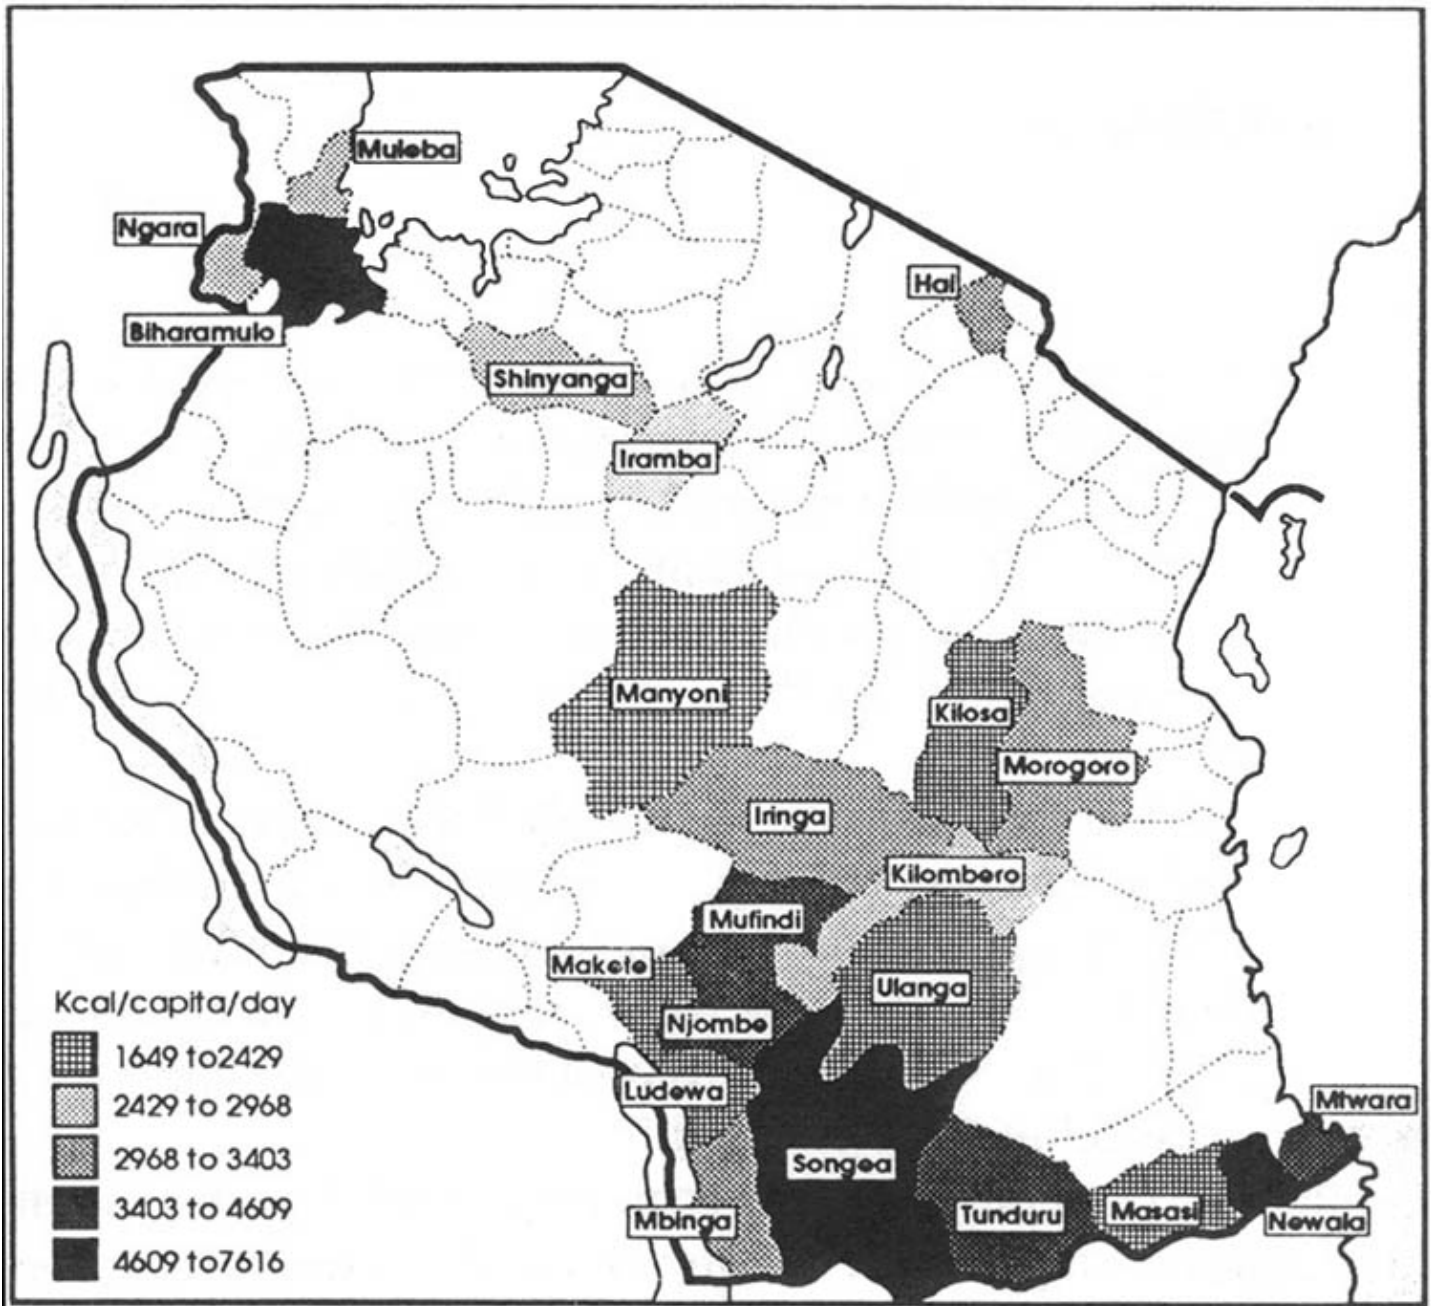 Muleba
Ngara
Hai
Biharamulo
Shinyanga
Iramba
Manyoni
Kilosa
Morogoro
Iringa
Kilombero
Mufindi
Makete
Ulanga
Kcal/capita/day
Njombe
1649 to2429
Ludewa
2429 to 2968
Mtwara
2968 to 3403
Songea
3403 to 4609
Mbinga
Tunduru
Masasi
Newala
4609 to7616